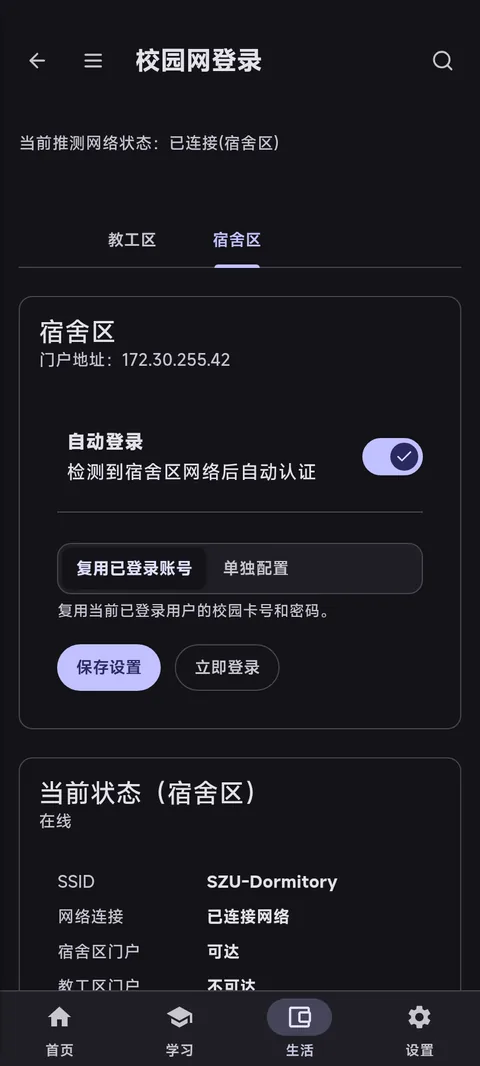 校园网登录
当前推测网络状态：已连接(宿舍区)
教工区 宿舍区
宿舍区
门户地址：172.30.255.42
自动登录
检测到宿舍区网络后自动认证
复用已登录账号 单独配置
复用当前已登录用户的校园卡号和密码。
保存设置 立即登录
当前状态（宿舍区）
在线
SSID SZU-Dormitory
网络连接 已连接网络
宿舍区门户 可达
教工区门户 不可达
首页 学习 生活 设置